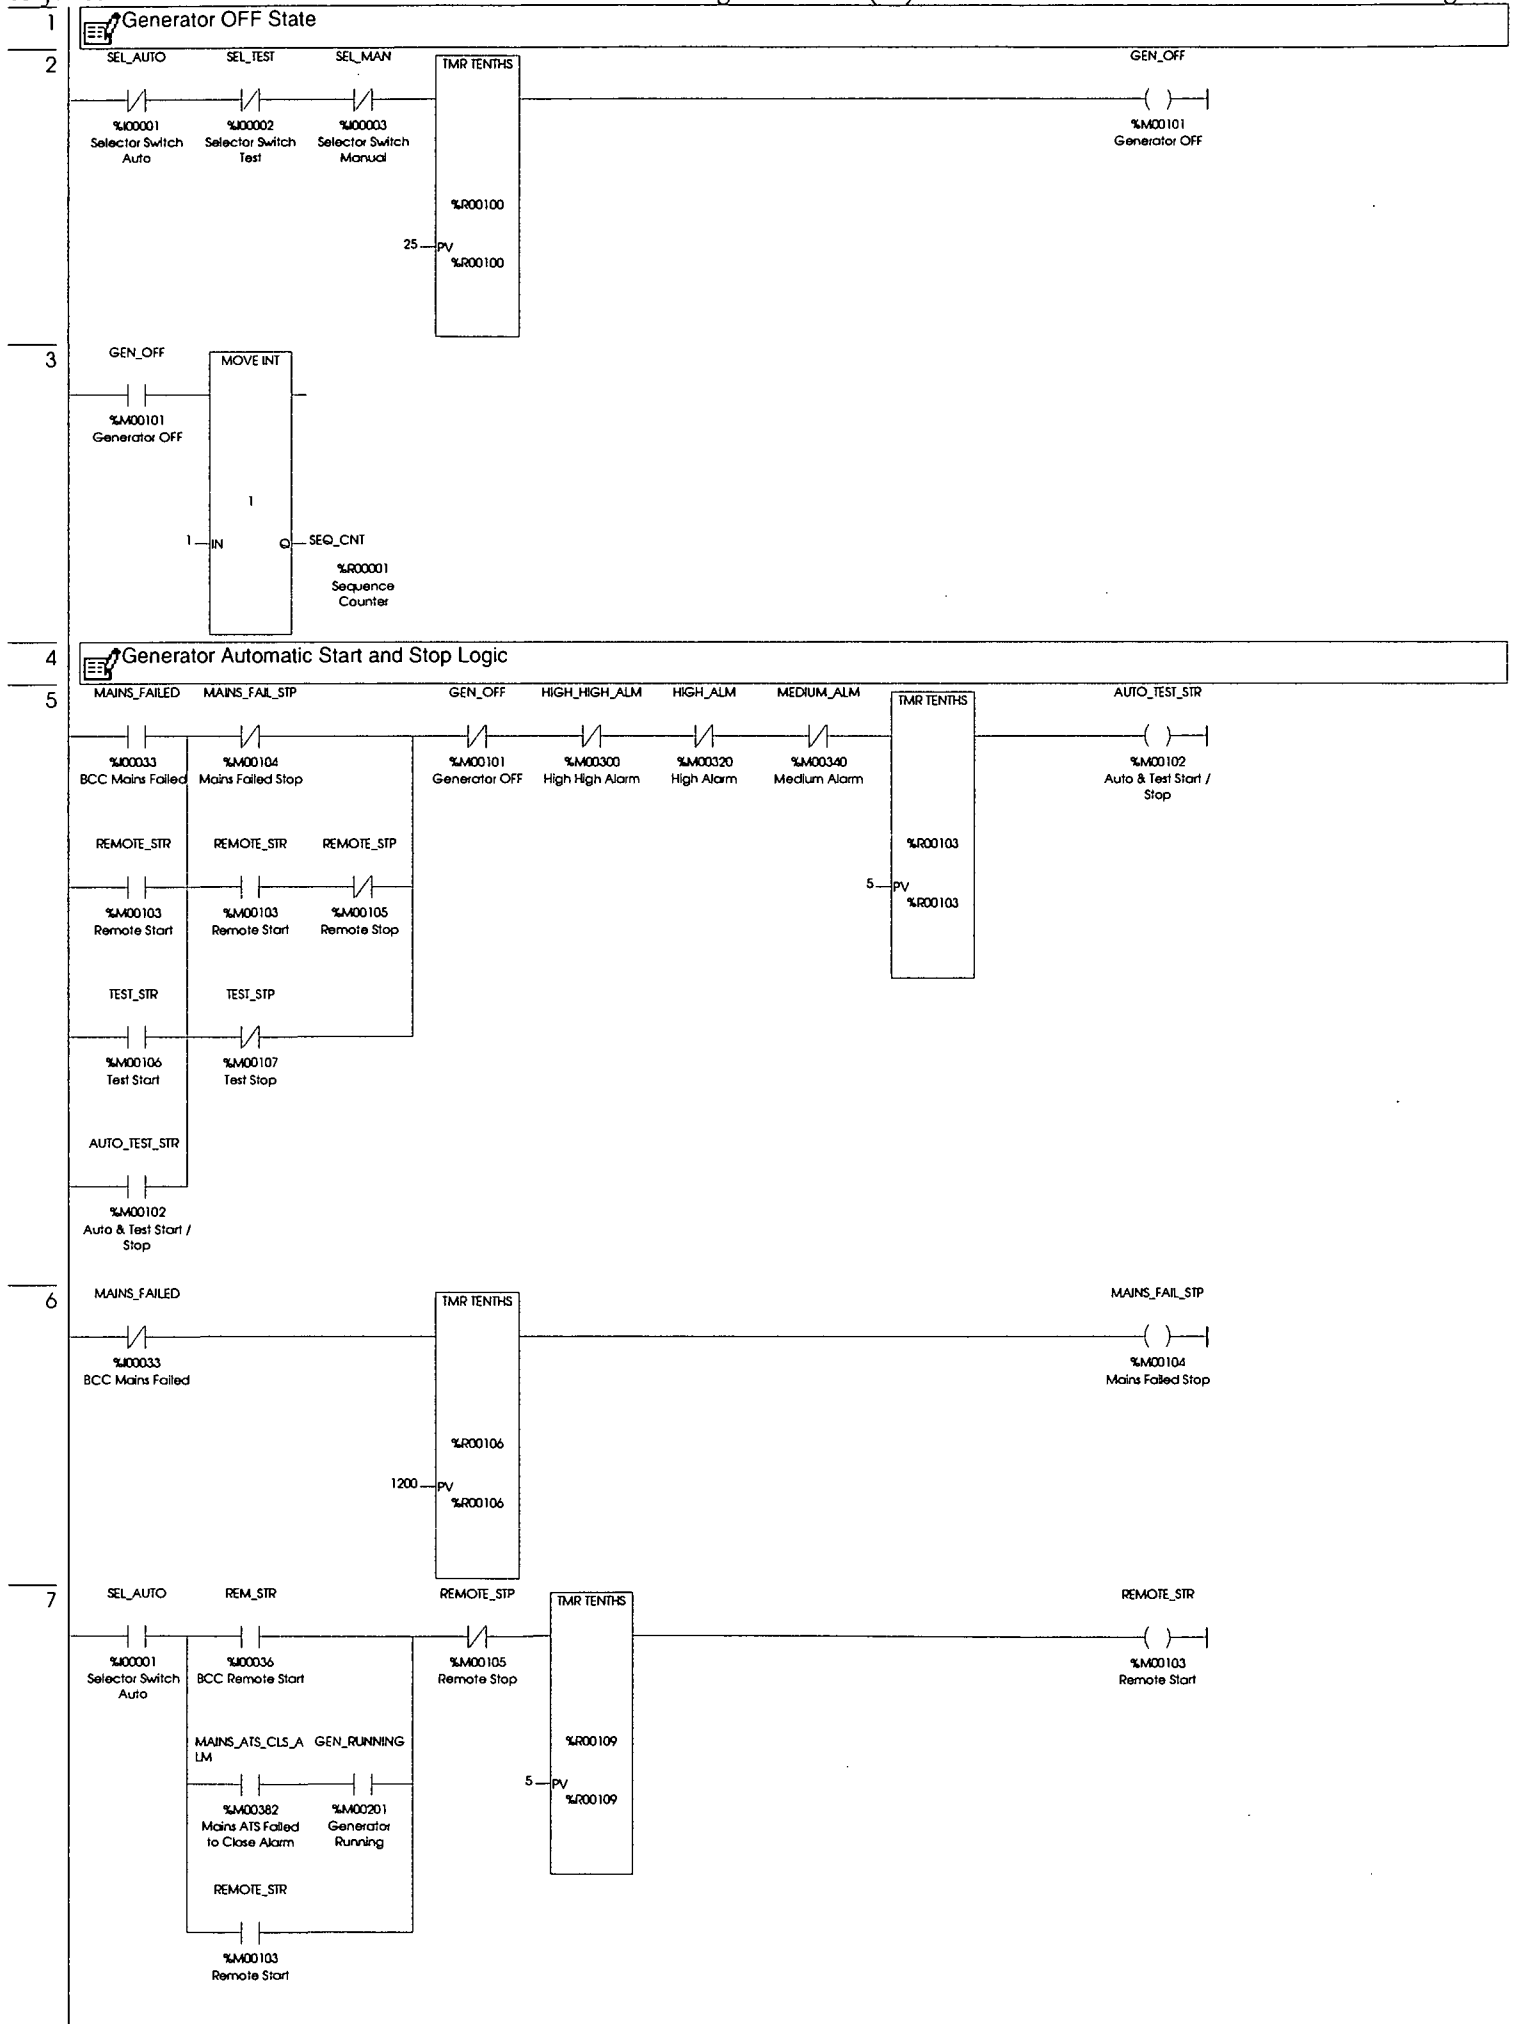 1
Generator OFF State
2
SEL_AUTO SEL_TEST SEL_MAN TMR TENTHS GEN_OFF
%I00001 %I00002 %I00003 %M00101
Selector Switch Selector Switch Selector Switch Generator OFF
Auto Test Manual
%R00100
25 PV
%R00100
3
GEN_OFF MOVE INT
%M00101
Generator OFF
1
1 IN Q SEQ_CNT
%R00001
Sequence
Counter
4
Generator Automatic Start and Stop Logic
5
MAINS_FAILED MAINS_FAIL_STP GEN_OFF HIGH_HIGH_ALM HIGH_ALM MEDIUM_ALM TMR TENTHS AUTO_TEST_STR
%I00033 %M00104 %M00101 %M00300 %M00320 %M00340 %M00102
BCC Mains Failed Mains Failed Stop Generator OFF High High Alarm High Alarm Medium Alarm Auto & Test Start /
Stop
REMOTE_STR REMOTE_STR REMOTE_STP %R00103
5 PV
%M00103 %M00103 %M00105 %R00103
Remote Start Remote Start Remote Stop
TEST_STR TEST_STP
%M00106 %M00107
Test Start Test Stop
AUTO_TEST_STR
%M00102
Auto & Test Start /
Stop
6
MAINS_FAILED TMR TENTHS MAINS_FAIL_STP
%I00033 %M00104
BCC Mains Failed Mains Failed Stop
%R00106
1200 PV
%R00106
7
SEL_AUTO REM_STR REMOTE_STP TMR TENTHS REMOTE_STR
%I00001 %I00036 %M00105 %M00103
Selector Switch BCC Remote Start Remote Stop Remote Start
Auto
MAINS_ATS_CLS_A GEN_RUNNING %R00109
LM
5 PV
%M00382 %M00201 %R00109
Mains ATS Failed Generator
to Close Alarm Running
REMOTE_STR
%M00103
Remote Start